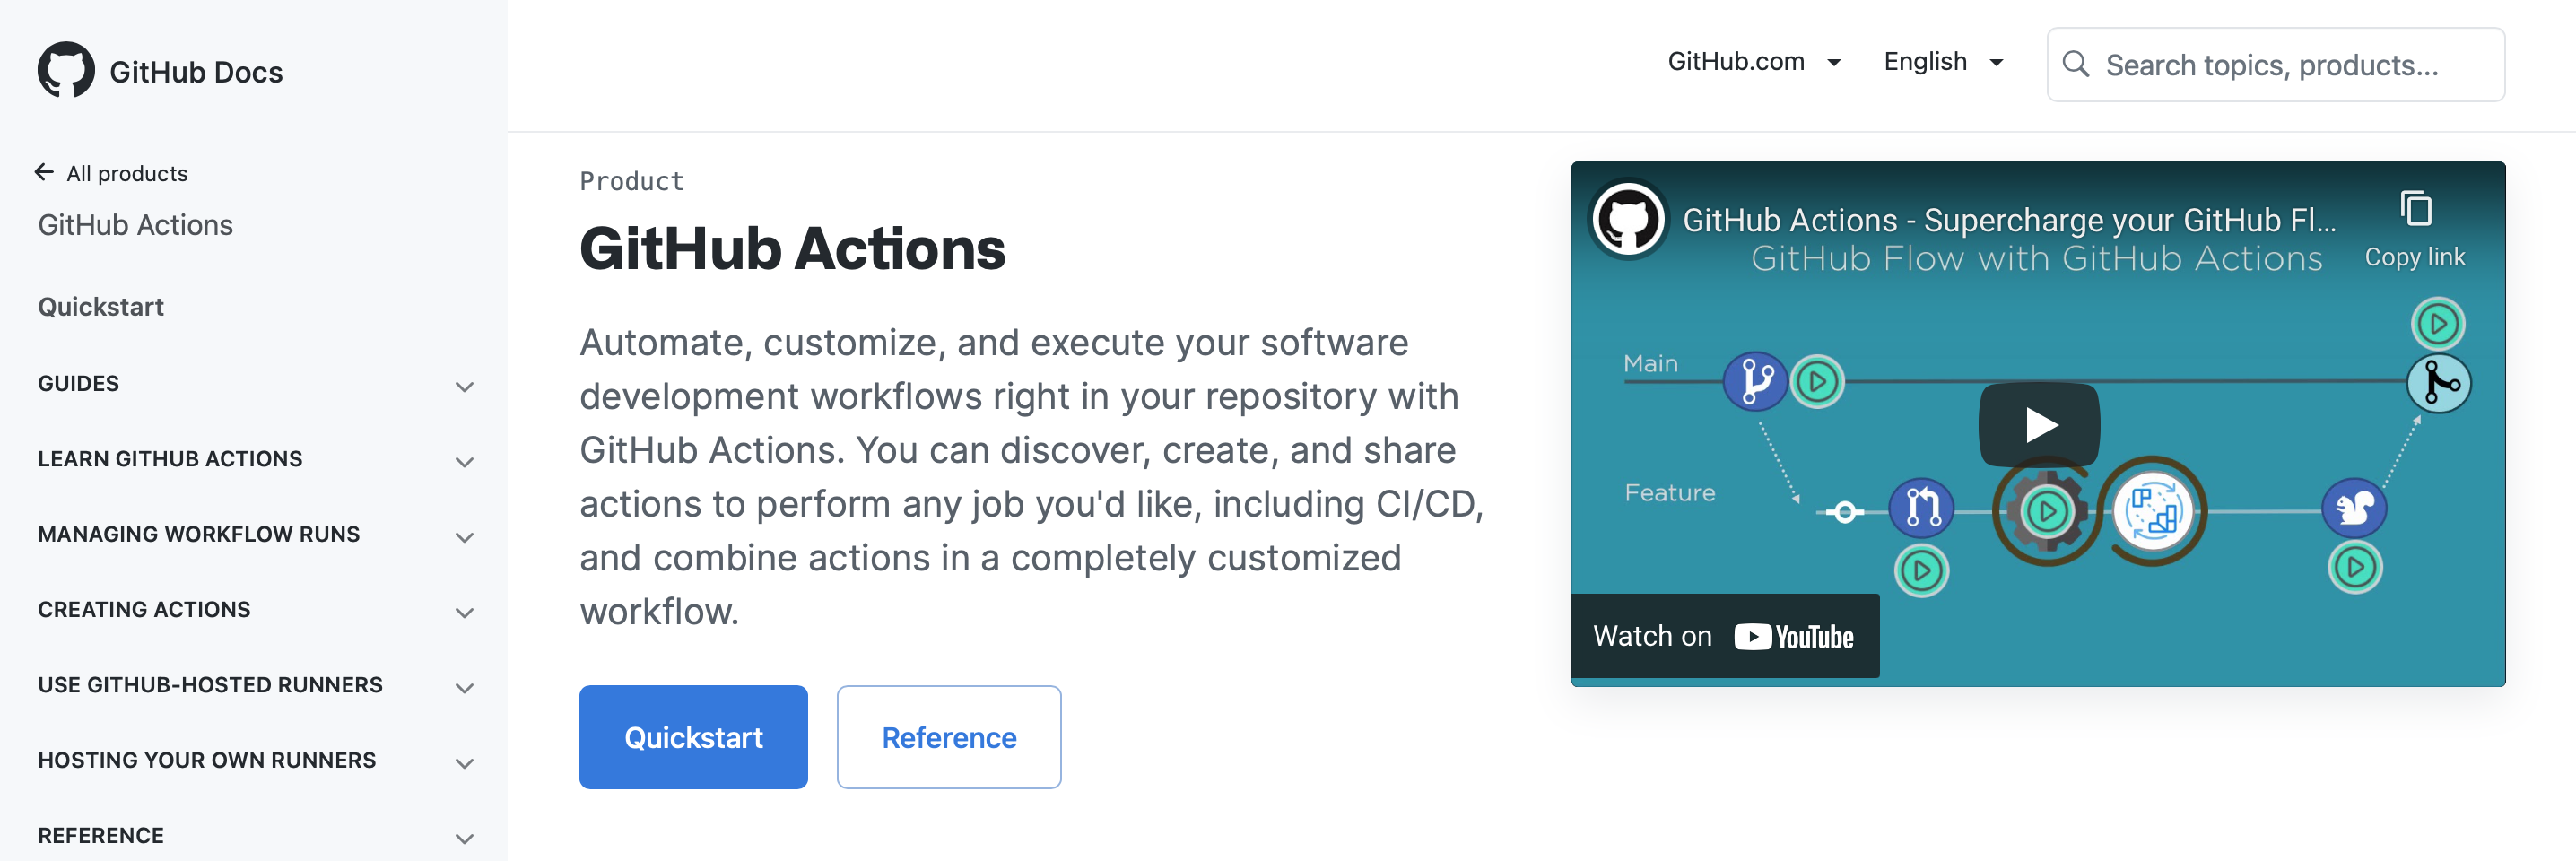 GitHub Docs
All products
GitHub Actions
Quickstart
GUIDES
LEARN GITHUB ACTIONS
MANAGING WORKFLOW RUNS
CREATING ACTIONS
USE GITHUB-HOSTED RUNNERS
HOSTING YOUR OWN RUNNERS
REFERENCE
GitHub.com
English
Search topics, products...
Product
GitHub Actions
Automate, customize, and execute your software
development workflows right in your repository with
GitHub Actions. You can discover, create, and share
actions to perform any job you'd like, including CI/CD,
and combine actions in a completely customized
workflow.
Quickstart
Reference
GitHub Actions - Supercharge your GitHub Fl...
Copy link
GitHub Flow with GitHub Actions
Main
Feature
Watch on YouTube